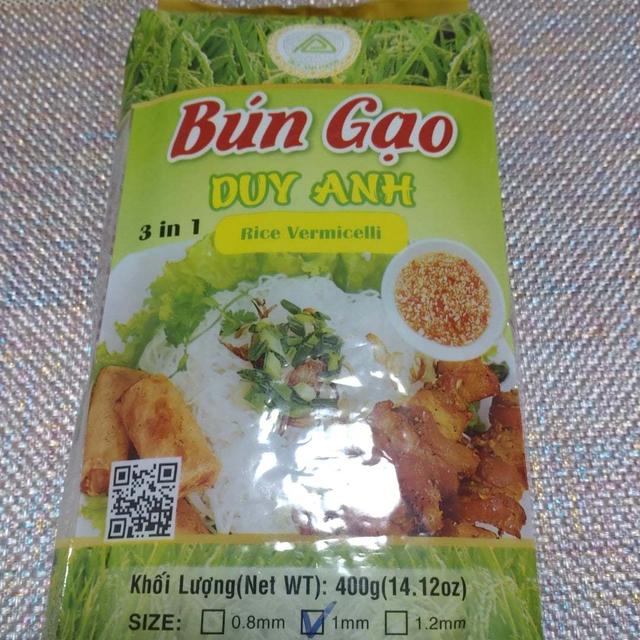 Bún Gạo
DUY ANH
3 in 1 Rice Vermicelli
Khối Lượng(Net WT): 400g(14.12oz)
SIZE: ☐ 0.8mm ☑ 1mm ☐ 1.2mm